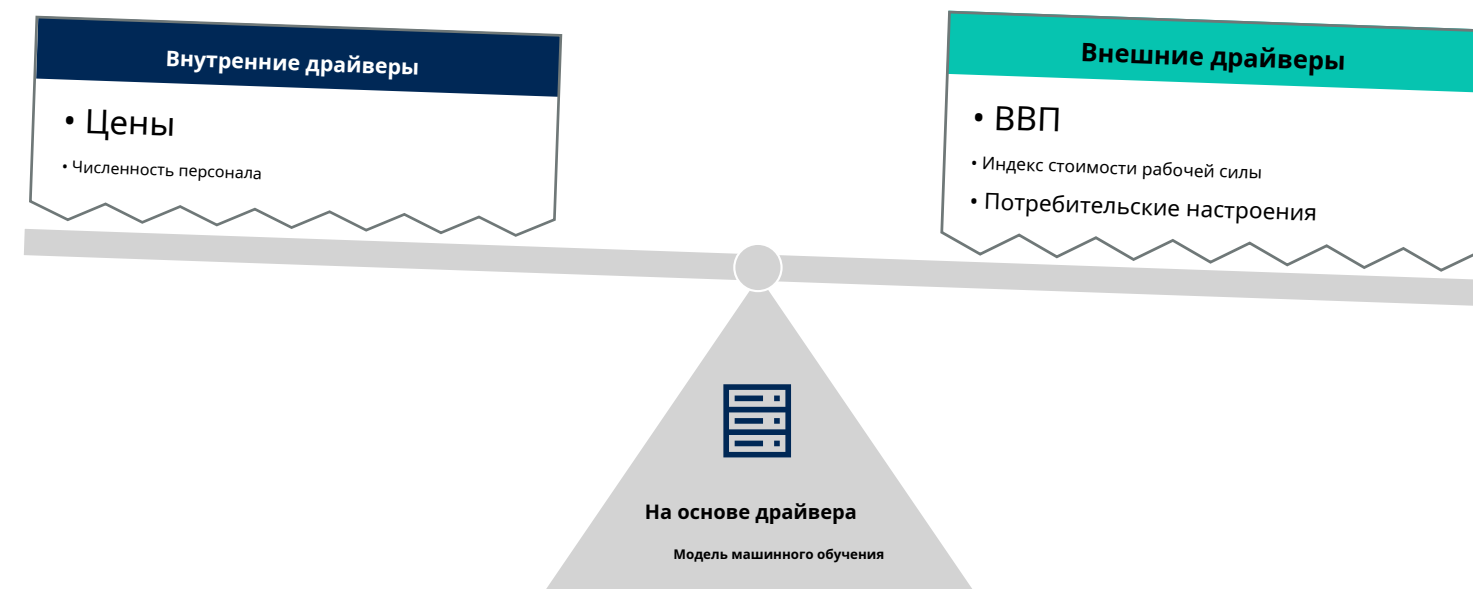 Внутренние драйверы
• Цены
• Численность персонала
Внешние драйверы
• ВВП
• Индекс стоимости рабочей силы
• Потребительские настроения
На основе драйвера
Модель машинного обучения